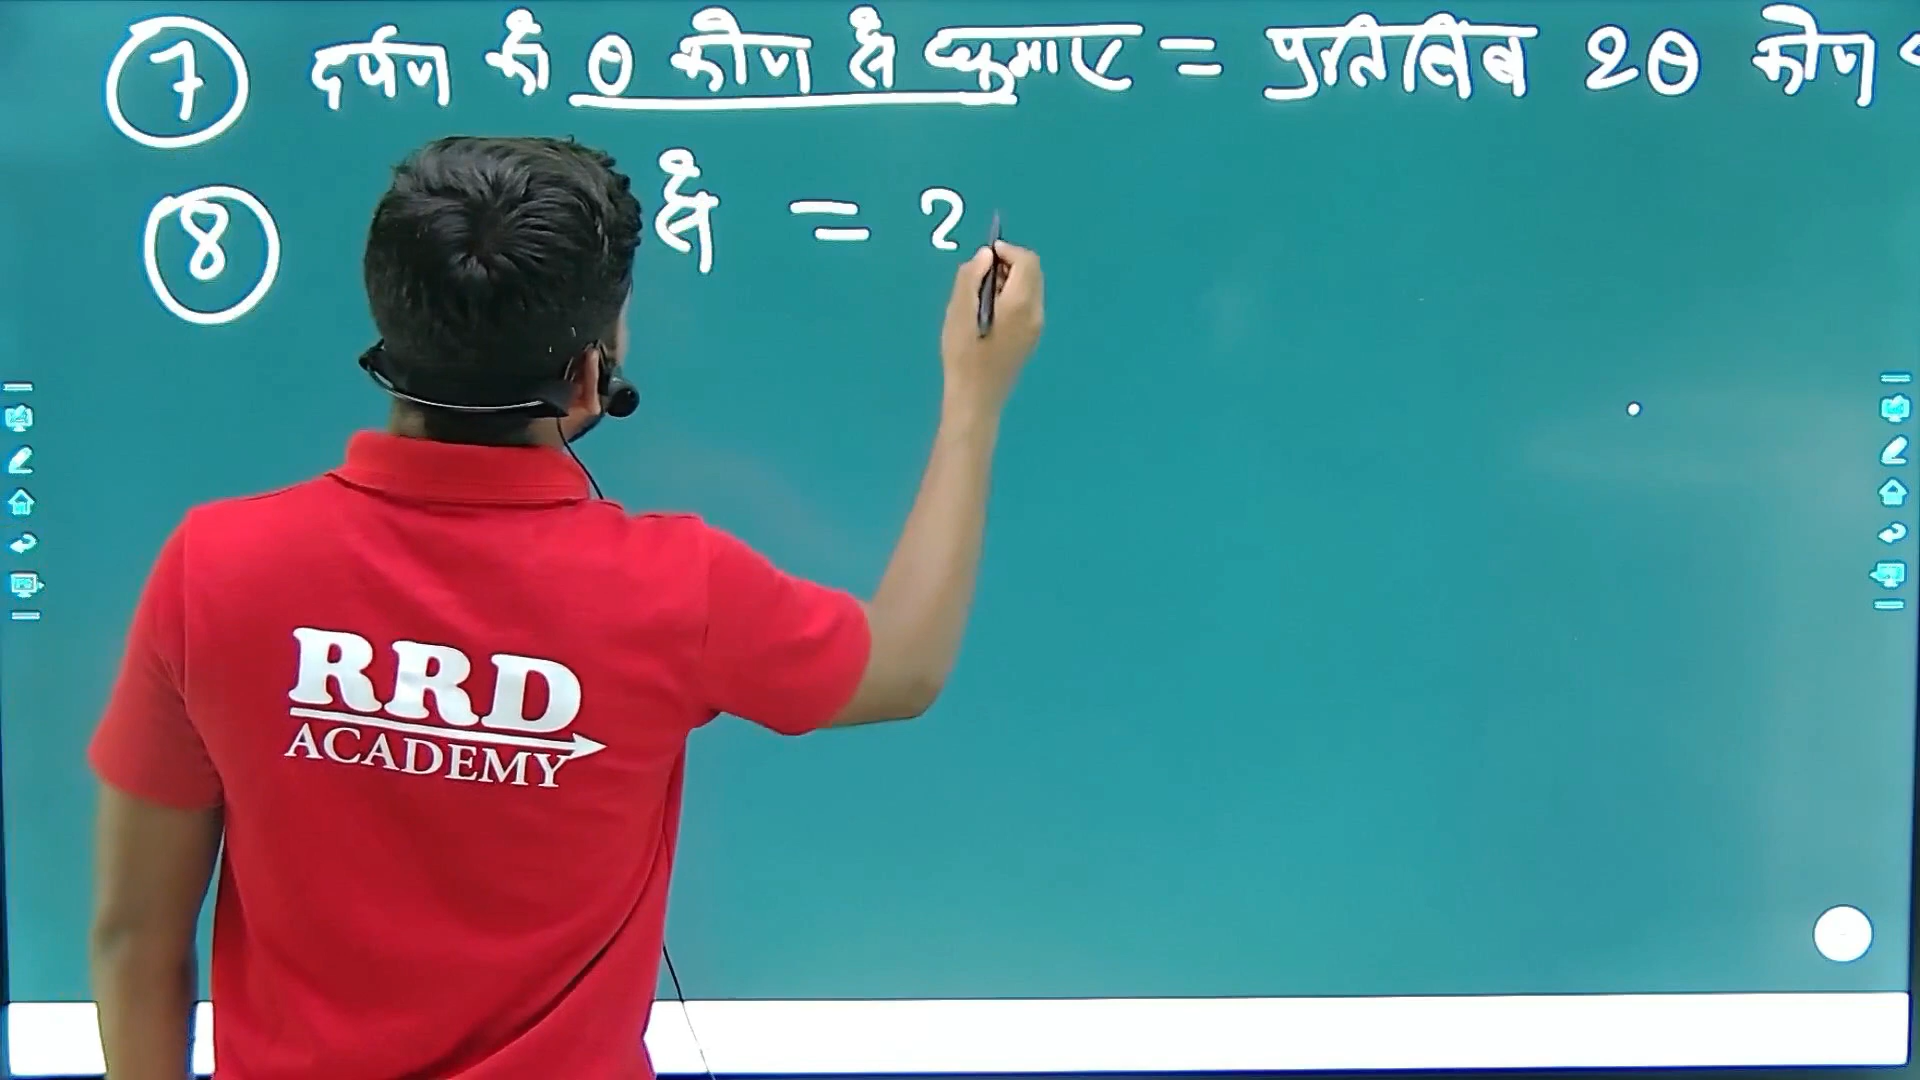 7 दर्पण को θ कोण से घुमाए = प्रतिबिंब 2θ कोण
8 से = 2
RRD
ACADEMY